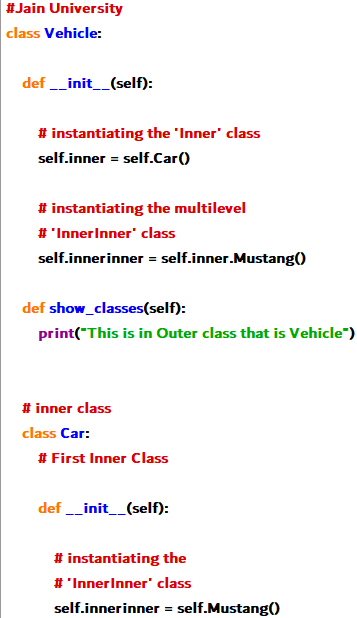 #Jain University
class Vehicle:
def __init__(self):
# instantiating the 'Inner' class
self.inner = self.Car()
# instantiating the multilevel
# 'InnerInner' class
self.innerinner = self.inner.Mustang()
def show_classes(self):
print("This is in Outer class that is Vehicle")
# inner class
class Car:
# First Inner Class
def __init__(self):
# instantiating the
# 'InnerInner' class
self.innerinner = self.Mustang()